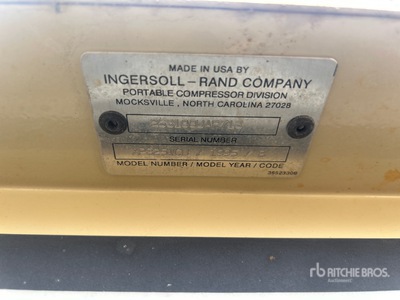 MADE IN USA BY
INGERSOLL-RAND COMPANY
PORTABLE COMPRESSOR DIVISION
MOCKSVILLE, NORTH CAROLINA 27028
SERIAL NUMBER
MODEL NUMBER / MODEL YEAR / CODE
rb RITCHIE BROS.